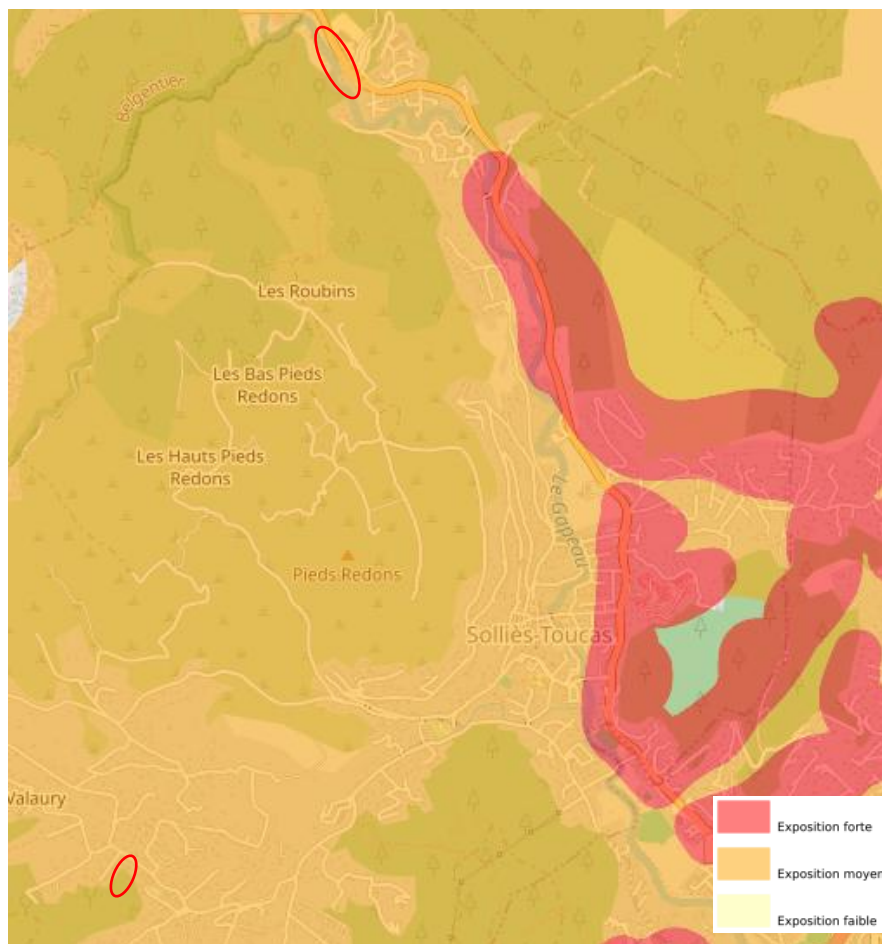 Belgentier
Les Roubins
Les Bas Pieds
Redons
Les Hauts Pieds
Redons
Le Gapeau
Pieds Redons
Solliès-Toucas
Valaury
Exposition forte
Exposition moyen
Exposition faible